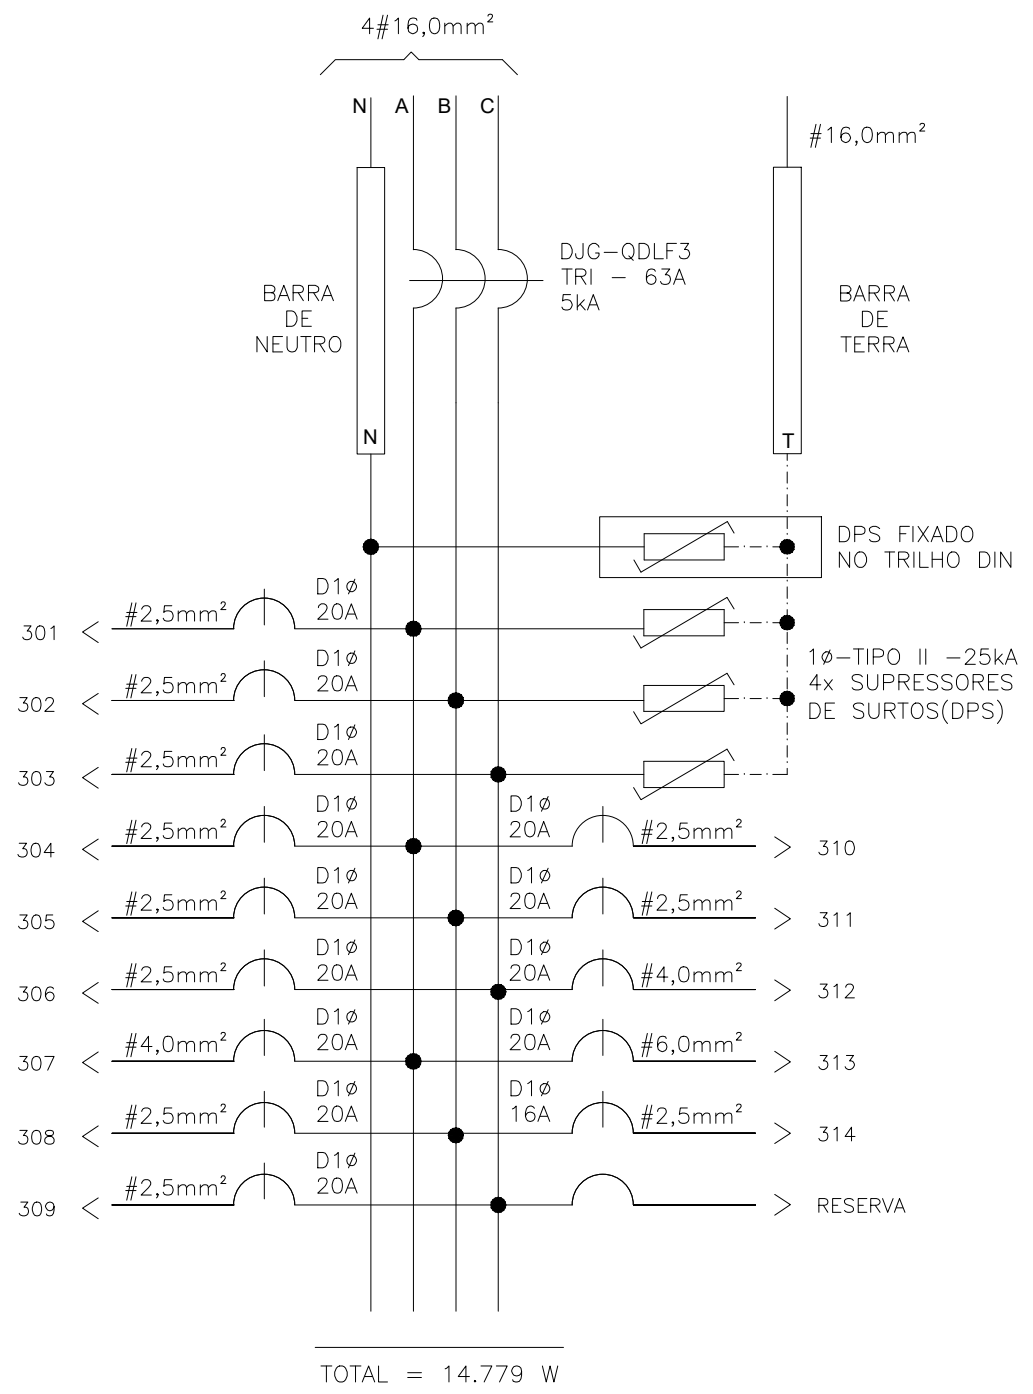 4#16,0mm²
N A B C
#16,0mm²
DJG-QDLF3
TRI - 63A
5kA
BARRA
DE
NEUTRO
BARRA
DE
TERRA
N
T
DPS FIXADO
NO TRILHO DIN
1ø-TIPO II -25kA
4x SUPRESSORES
DE SURTOS(DPS)
301
#2,5mm²
D1ø
20A
302
#2,5mm²
D1ø
20A
303
#2,5mm²
D1ø
20A
304
#2,5mm²
D1ø
20A
D1ø
20A
#2,5mm²
310
305
#2,5mm²
D1ø
20A
D1ø
20A
#2,5mm²
311
306
#2,5mm²
D1ø
20A
D1ø
20A
#4,0mm²
312
307
#4,0mm²
D1ø
20A
D1ø
20A
#6,0mm²
313
308
#2,5mm²
D1ø
20A
D1ø
16A
#2,5mm²
314
309
#2,5mm²
D1ø
20A
RESERVA
TOTAL = 14.779 W